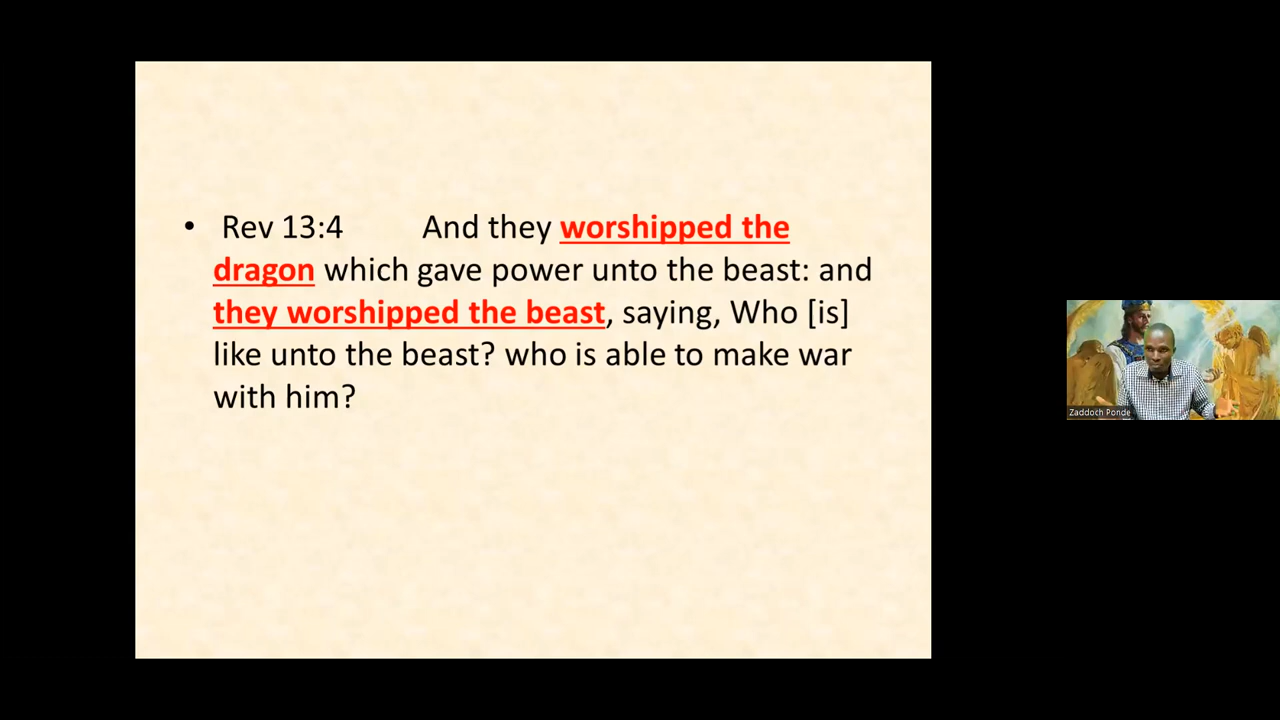 • Rev 13:4 And they worshipped the
dragon which gave power unto the beast: and
they worshipped the beast, saying, Who [is]
like unto the beast? who is able to make war
with him?
Zaddoch Ponde